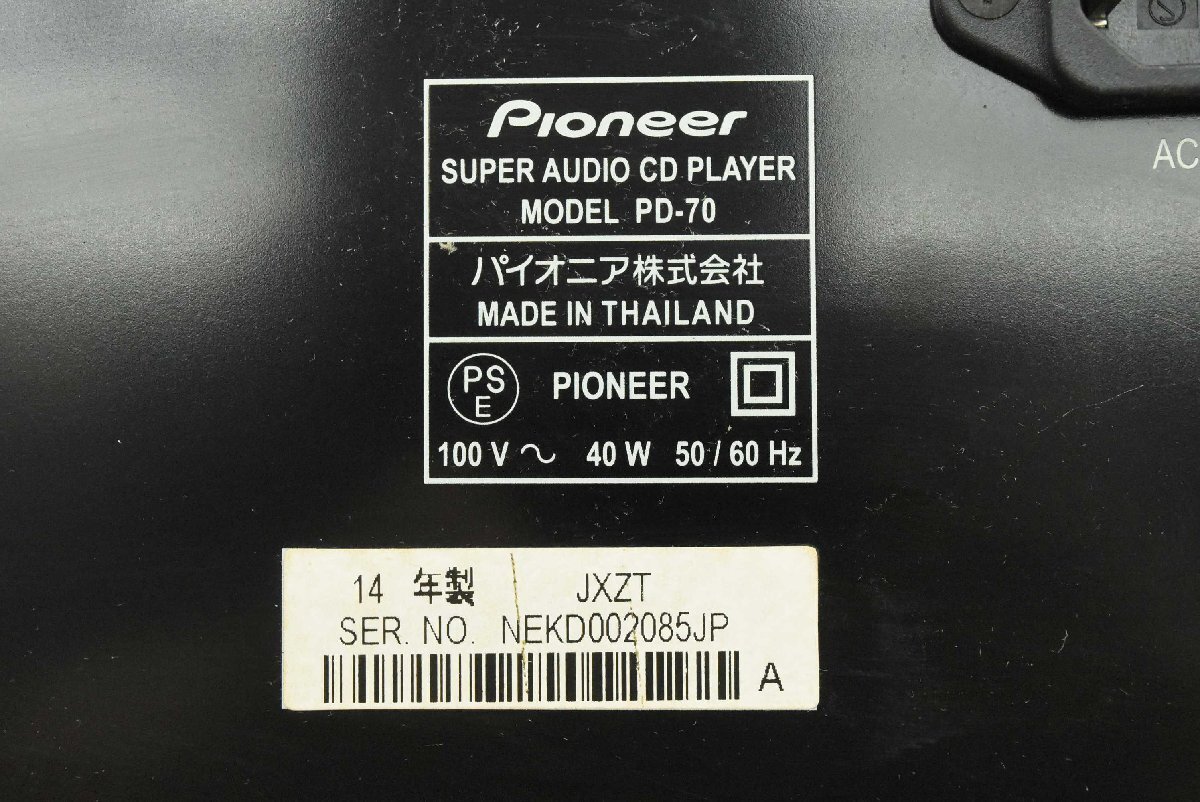 Pioneer
SUPER AUDIO CD PLAYER
MODEL PD-70
パイオニア株式会社
MADE IN THAILAND
PS
E
PIONEER
100 V ～ 40 W 50 / 60 Hz
AC
14 年製 JXZT
SER. NO. NEKD002085JP
A